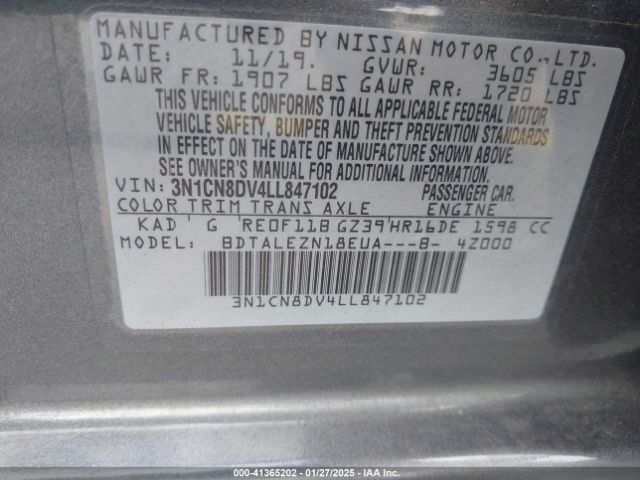 MANUFACTURED BY NISSAN MOTOR CO., LTD.
DATE: 11/19. GVWR: 3605 LBS
GAWR FR: 1907 LBS GAWR RR: 1720 LBS
THIS VEHICLE CONFORMS TO ALL APPLICABLE FEDERAL MOTOR
VEHICLE SAFETY, BUMPER AND THEFT PREVENTION STANDARDS
IN EFFECT ON THE DATE OF MANUFACTURE SHOWN ABOVE.
SEE OWNER'S MANUAL FOR ADDITIONAL INFORMATION.
VIN: 3N1CN8DV4LL847102 PASSENGER CAR.
COLOR TRIM TRANS AXLE ENGINE
KAD G RE0F11B GZ39 HR16DE 1598 CC
MODEL: BDTALEZN18EUA---B- 4Z000
3N1CN8DV4LL847102
000-41365202 - 01/27/2025 - IAA Inc.